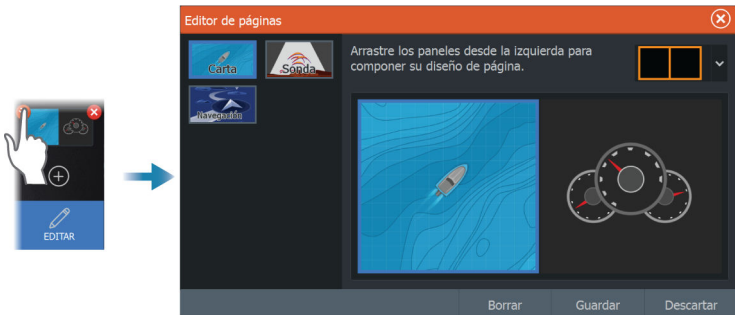 Editor de páginas
Carta
Sonda
Navegación
Arrastre los paneles desde la izquierda para
componer su diseño de página.
EDITAR
Borrar
Guardar
Descartar